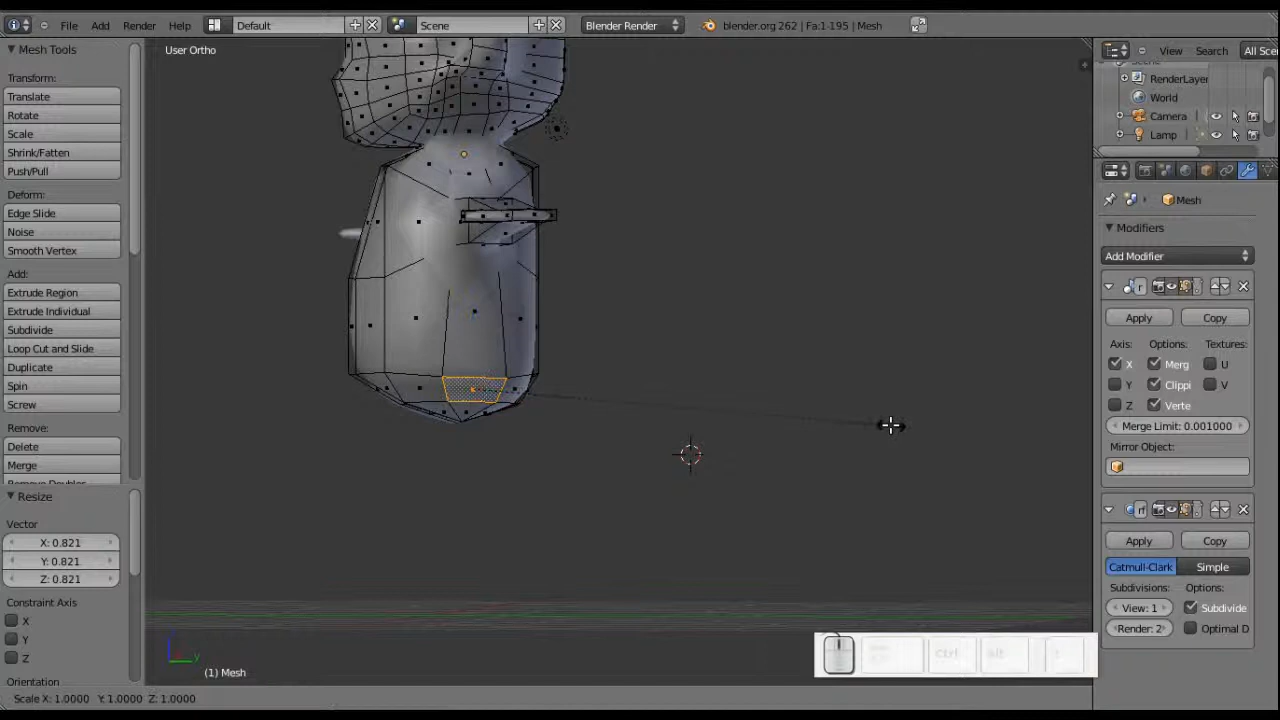 File Add Render Help Default Scene Blender Render blender.org 262 | Fa:1-195 | Mesh
Mesh Tools
Transform:
Translate
Rotate
Scale
Shrink/Fatten
Push/Pull
Deform:
Edge Slide
Noise
Smooth Vertex
Add:
Extrude Region
Extrude Individual
Subdivide
Loop Cut and Slide
Duplicate
Spin
Screw
Remove:
Delete
Merge
Resize
Vector
X: 0.821
Y: 0.821
Z: 0.821
Constraint Axis
X
Y
Z
Orientation
User Ortho
(1) Mesh
Scale X: 1.0000 Y: 1.0000 Z: 1.0000
Ctrl alt
View Search All Sce
RenderLayer
World
Camera
Lamp
Mesh
Modifiers
Add Modifier
Apply Copy
Axis: Options: Textures:
X Merg U
Y Clippi V
Z Verte
Merge Limit: 0.001000
Mirror Object:
Apply Copy
Catmull-Clark Simple
Subdivisions: Options:
View: 1 Subdivide
Render: 2 Optimal D